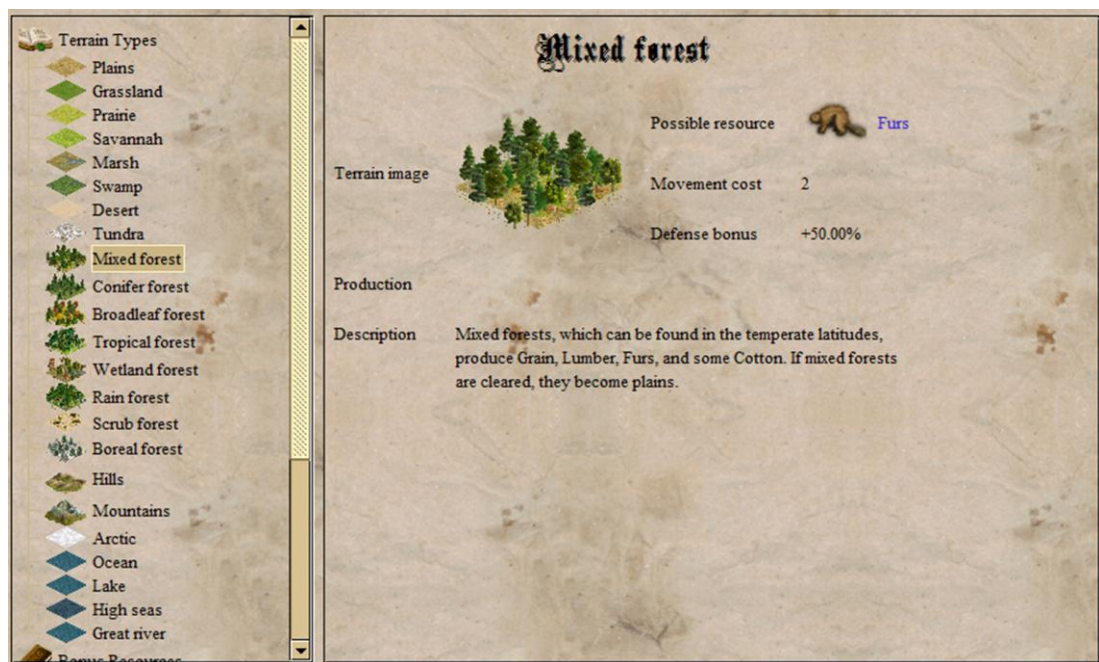 Terrain Types
Plains
Grassland
Prairie
Savannah
Marsh
Swamp
Desert
Tundra
Mixed forest
Conifer forest
Broadleaf forest
Tropical forest
Wetland forest
Rain forest
Scrub forest
Boreal forest
Hills
Mountains
Arctic
Ocean
Lake
High seas
Great river
Bonus Resources
Mixed forest
Terrain image
Possible resource Furs
Movement cost 2
Defense bonus +50.00%
Production
Description
Mixed forests, which can be found in the temperate latitudes,
produce Grain, Lumber, Furs, and some Cotton. If mixed forests
are cleared, they become plains.